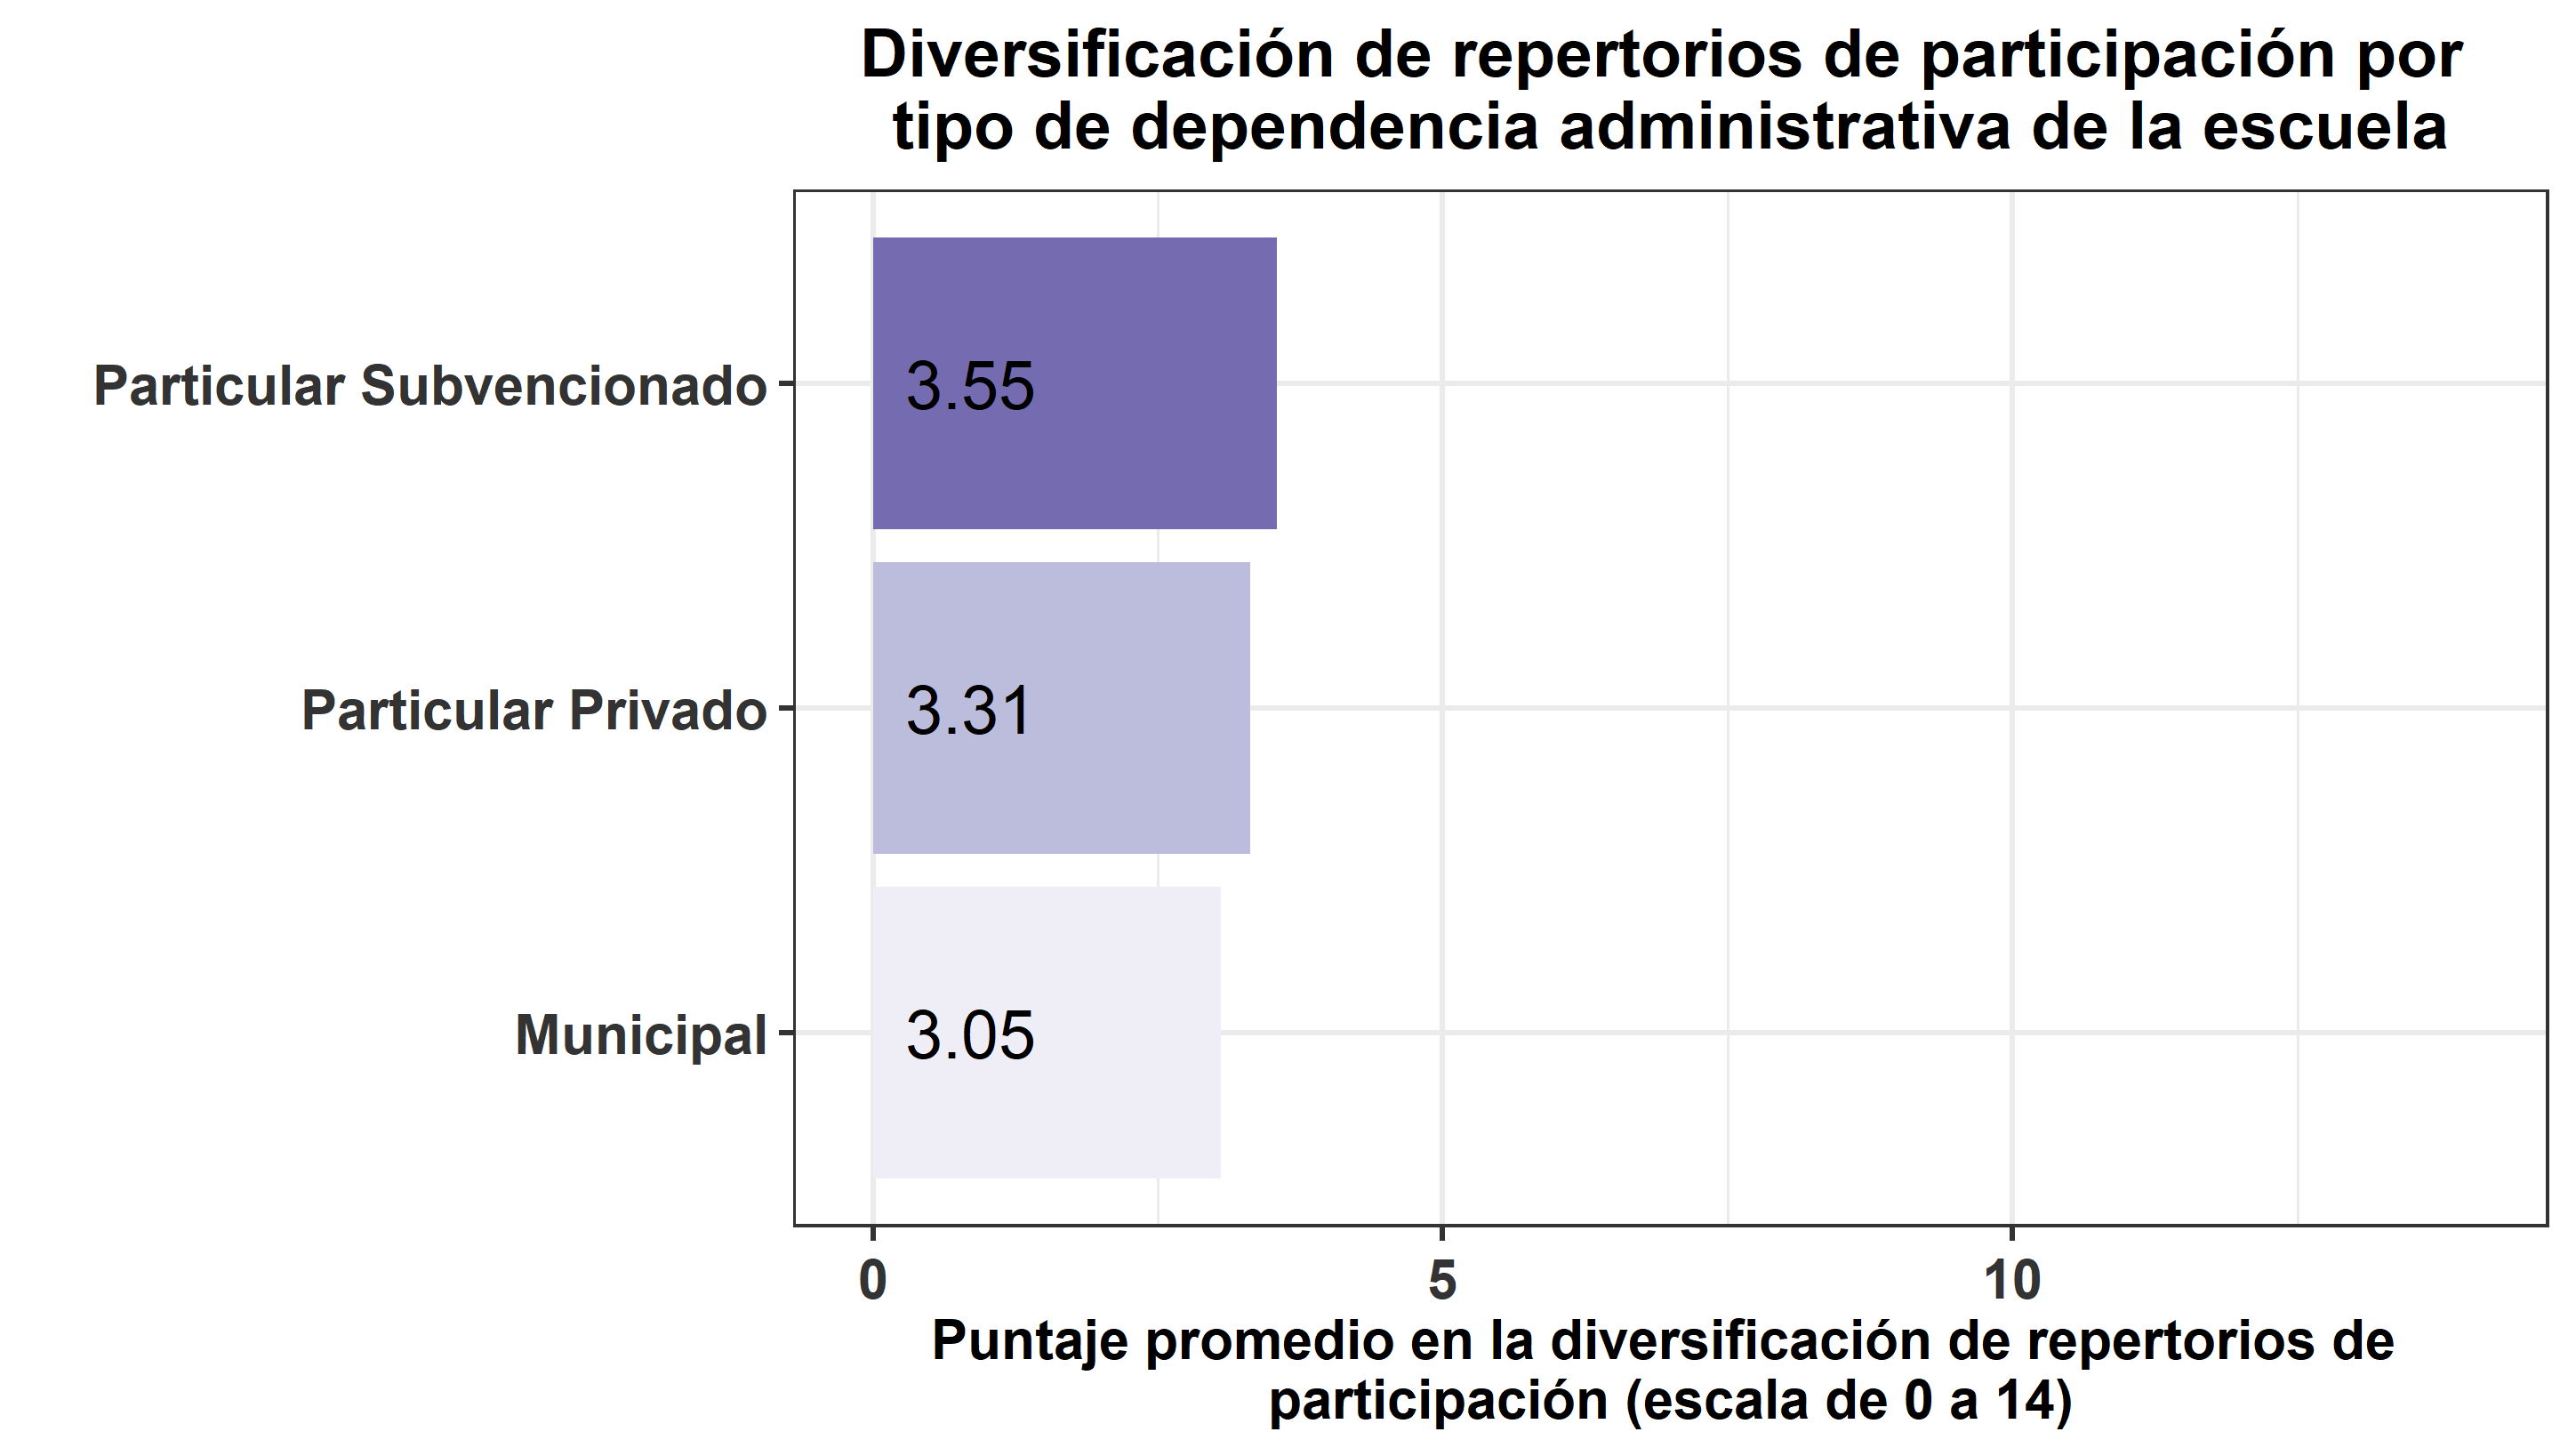 Diversificación de repertorios de participación por
tipo de dependencia administrativa de la escuela
Particular Subvencionado
3.55
Particular Privado
3.31
Municipal
3.05
0
5
10
Puntaje promedio en la diversificación de repertorios de
participación (escala de 0 a 14)